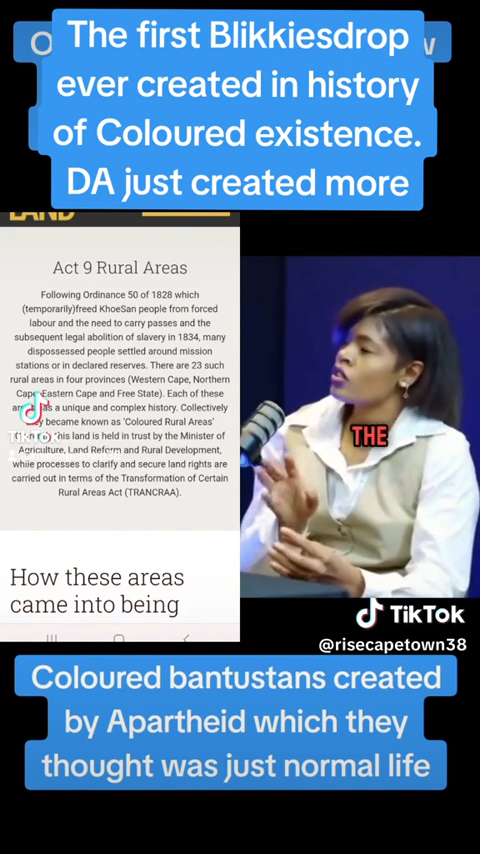 The first Blikkiesdrop
ever created in history
of Coloured existence.
DA just created more
LAND
Act 9 Rural Areas
Following Ordinance 50 of 1828 which
(temporarily)freed KhoeSan people from forced
labour and the need to carry passes and the
subsequent legal abolition of slavery in 1834, many
dispossessed people settled around mission
stations or in declared reserves. There are 23 such
rural areas in four provinces (Western Cape, Northern
Cape, Eastern Cape and Free State). Each of these
has a unique and complex history. Collectively
became known as 'Coloured Rural Areas'
this land is held in trust by the Minister of
Agriculture, Land Reform and Rural Development,
while processes to clarify and secure land rights are
carried out in terms of the Transformation of Certain
Rural Areas Act (TRANCRAA).
TikTok
How these areas
came into being
THE
TikTok
@risecapetown38
Coloured bantustans created
by Apartheid which they
thought was just normal life